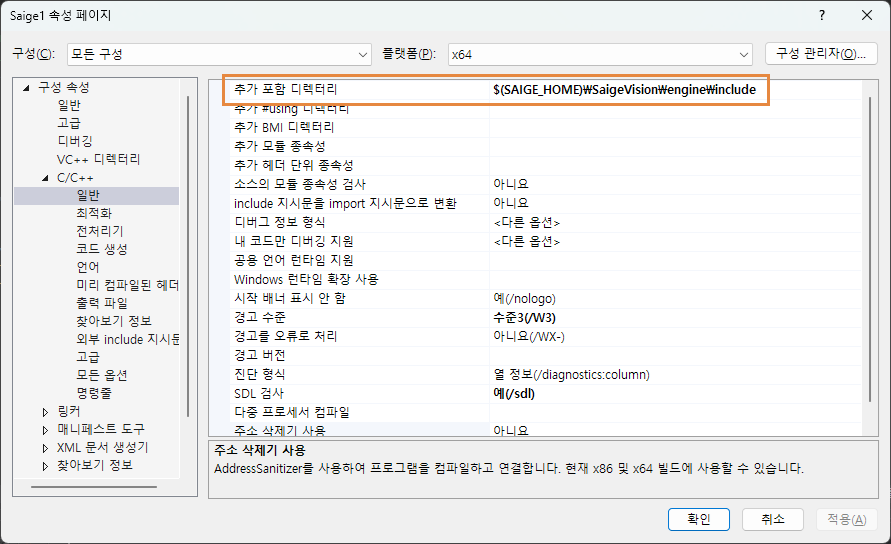 Saige1 속성 페이지
? ×
구성(C): 모든 구성 플랫폼(P): x64 구성 관리자(O)...
구성 속성
일반
고급
디버깅
VC++ 디렉터리
C/C++
일반
최적화
전처리기
코드 생성
언어
미리 컴파일된 헤더
출력 파일
찾아보기 정보
외부 include 지시문
고급
모든 옵션
명령줄
링커
매니페스트 도구
XML 문서 생성기
찾아보기 정보
추가 포함 디렉터리 $(SAIGE_HOME)₩SaigeVision₩engine₩include
추가 #using 디렉터리
추가 BMI 디렉터리
추가 모듈 종속성
추가 헤더 단위 종속성
소스의 모듈 종속성 검사 아니요
include 지시문을 import 지시문으로 변환 아니요
디버그 정보 형식 <다른 옵션>
내 코드만 디버깅 지원 <다른 옵션>
공용 언어 런타임 지원
Windows 런타임 확장 사용
시작 배너 표시 안 함 예(/nologo)
경고 수준 수준3(/W3)
경고를 오류로 처리 아니요(/WX-)
경고 버전
진단 형식 열 정보(/diagnostics:column)
SDL 검사 예(/sdl)
다중 프로세서 컴파일
주소 삭제기 사용 아니요
주소 삭제기 사용
AddressSanitizer를 사용하여 프로그램을 컴파일하고 연결합니다. 현재 x86 및 x64 빌드에 사용할 수 있습니다.
확인 취소 적용(A)